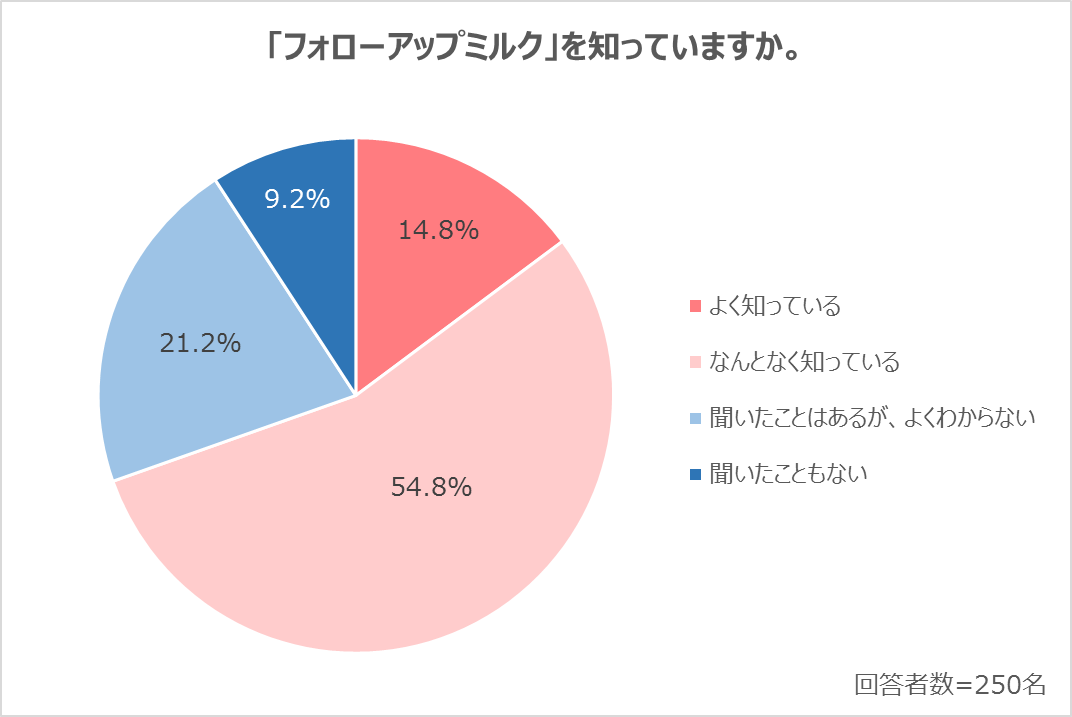 「フォローアップミルク」を知っていますか。
9.2%
14.8%
21.2%
54.8%
よく知っている
なんとなく知っている
聞いたことはあるが、よくわからない
聞いたこともない
回答者数=250名